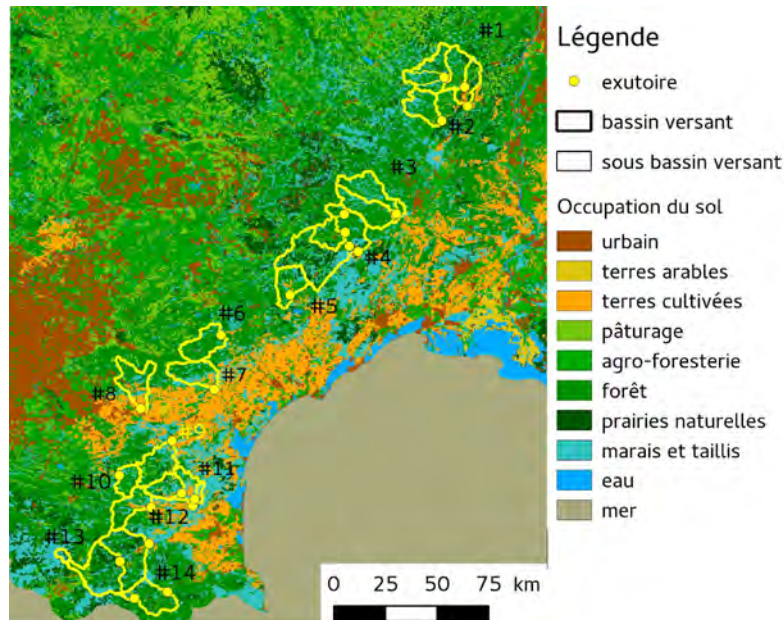 #1
#2
#3
#4
#5
#6
#7
#8
#9
#10
#11
#12
#13
#14
0 25 50 75 km
Légende
exutoire
bassin versant
sous bassin versant
Occupation du sol
urbain
terres arables
terres cultivées
pâturage
agro-foresterie
forêt
prairies naturelles
marais et taillis
eau
mer